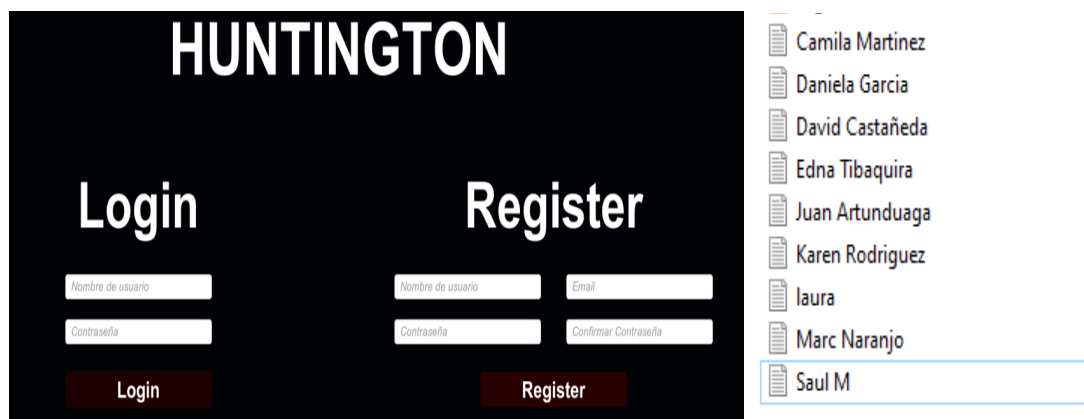 HUNTINGTON
Login
Register
Nombre de usuario
Nombre de usuario
Email
Contraseña
Contraseña
Confirmar Contraseña
Login
Register
Camila Martinez
Daniela Garcia
David Castañeda
Edna Tibaquira
Juan Artunduaga
Karen Rodriguez
laura
Marc Naranjo
Saul M